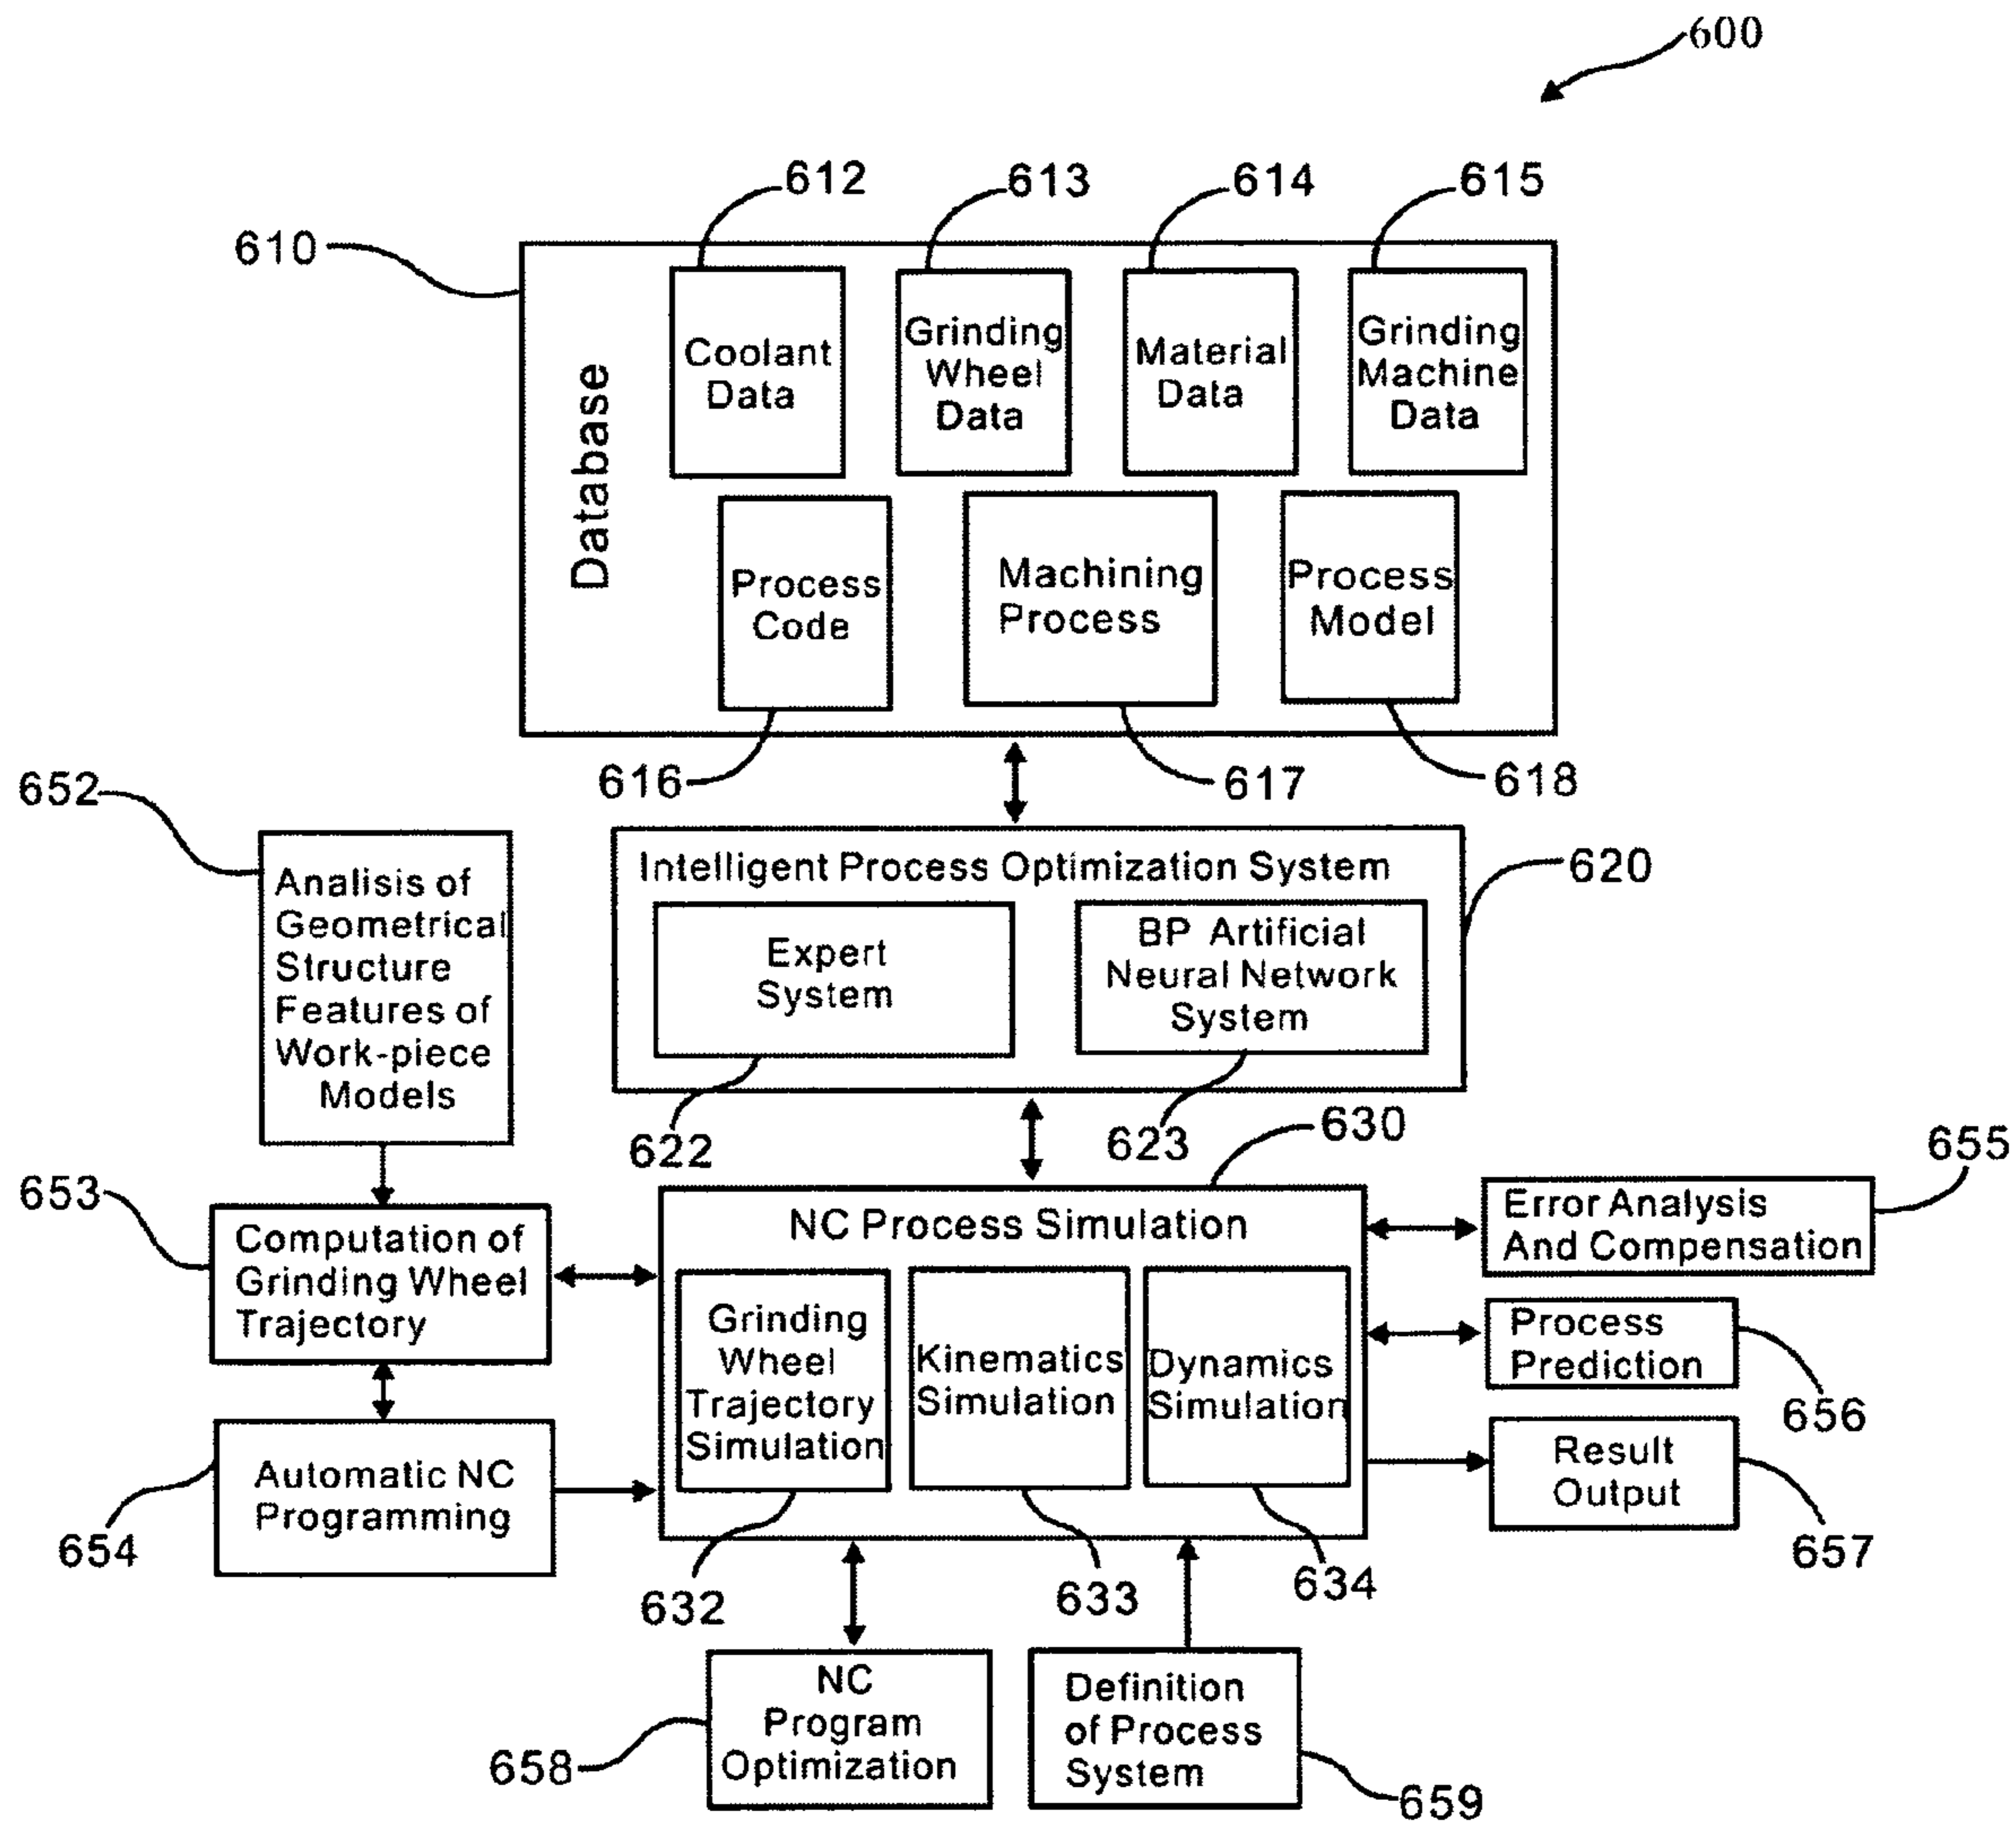 600
612
613
614
615
610
Database
Coolant
Data
Grinding
Wheel
Data
Material
Data
Grinding
Machine
Data
Process
Code
Machining
Process
Process
Model
616
617
618
652
Analisis of
Geometrical
Structure
Features of
Work-piece
Models
Intelligent Process Optimization System
620
Expert
System
BP Artificial
Neural Network
System
622
623
630
653
Computation of
Grinding Wheel
Trajectory
NC Process Simulation
Grinding
Wheel
Trajectory
Simulation
Kinematics
Simulation
Dynamics
Simulation
655
Error Analysis
And Compensation
Process
Prediction
656
Result
Output
657
Automatic NC
Programming
654
632
633
634
NC
Program
Optimization
658
Definition
of Process
System
659